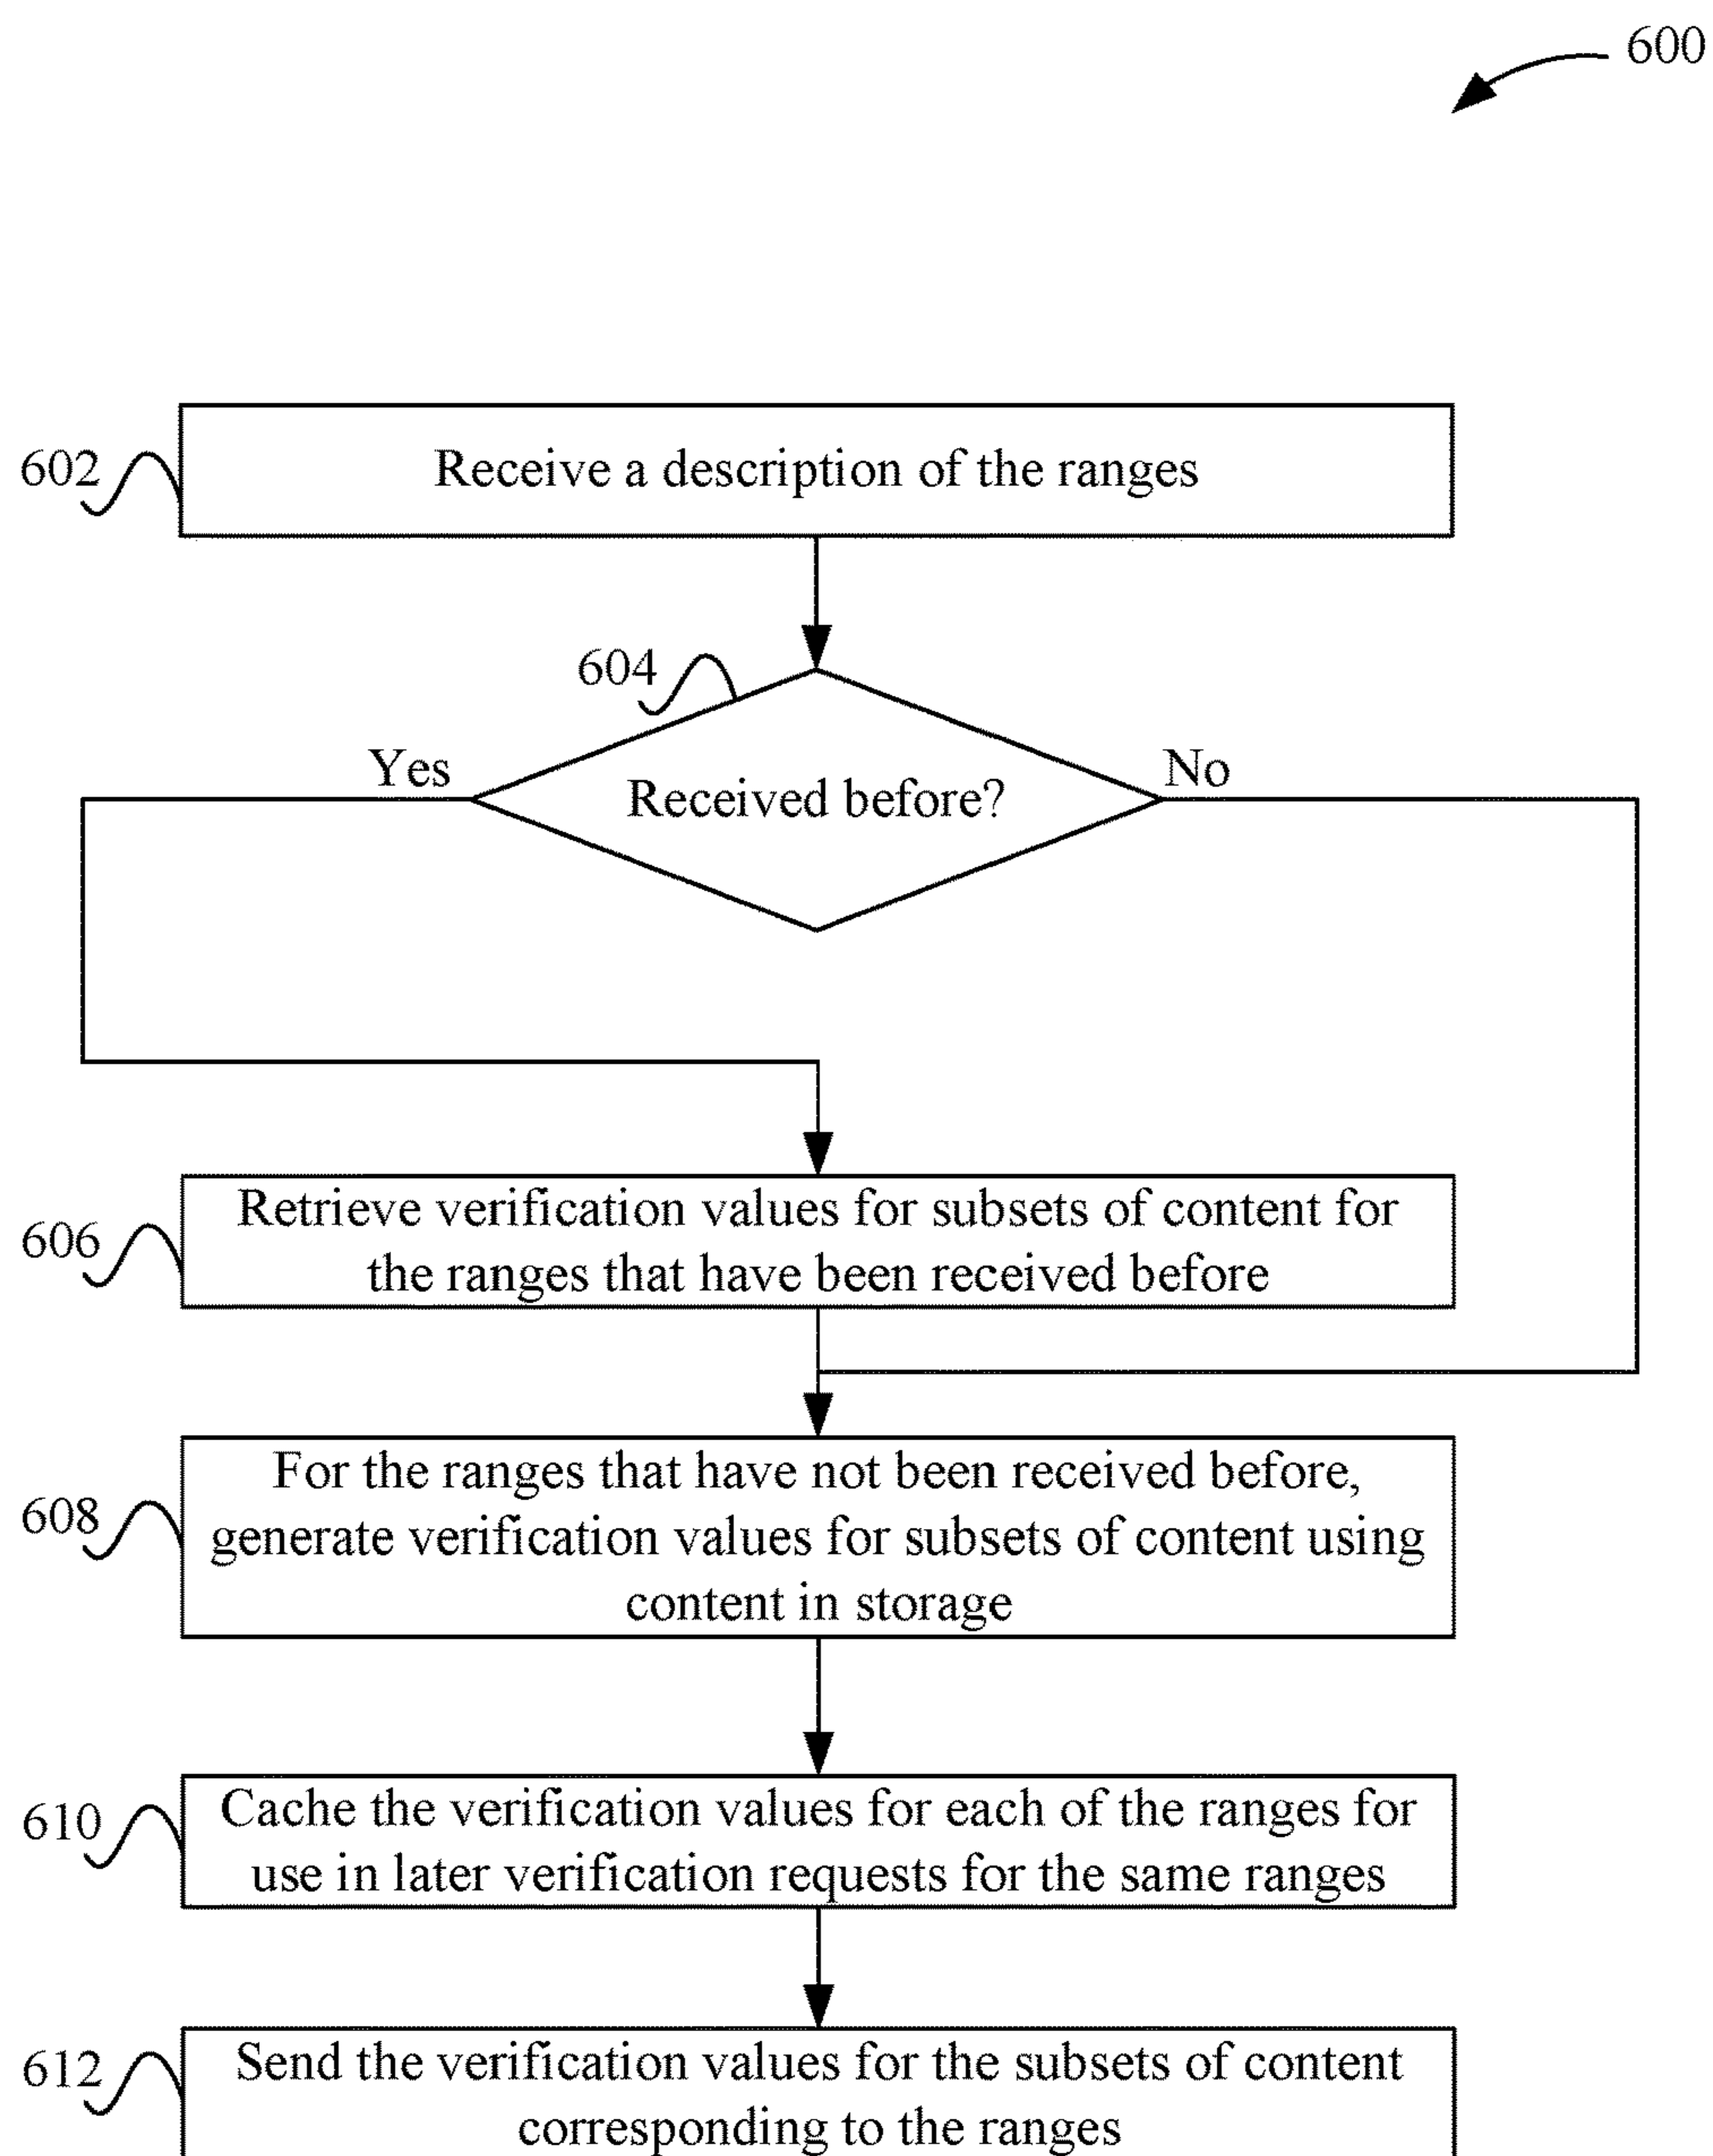 600
602
Receive a description of the ranges
604
Yes
No
Received before?
606
Retrieve verification values for subsets of content for
the ranges that have been received before
608
For the ranges that have not been received before,
generate verification values for subsets of content using
content in storage
610
Cache the verification values for each of the ranges for
use in later verification requests for the same ranges
612
Send the verification values for the subsets of content
corresponding to the ranges